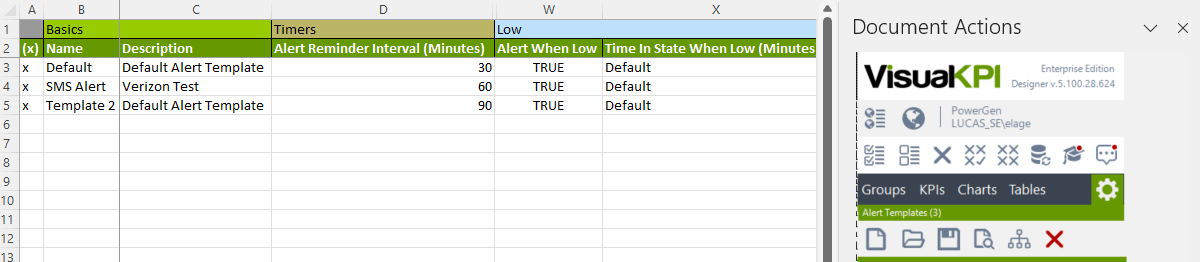 A B C D W X
1 Basics Timers Low
2 (x) Name Description Alert Reminder Interval (Minutes) Alert When Low Time In State When Low (Minutes
3 x Default Default Alert Template 30 TRUE Default
4 x SMS Alert Verizon Test 60 TRUE Default
5 x Template 2 Default Alert Template 90 TRUE Default
6
7
8
9
10
11
12
13
Document Actions
VisualKPI Enterprise Edition
Designer v.5.100.28.624
PowerGen
LUCAS_SE\elage
Groups KPIs Charts Tables
Alert Templates (3)